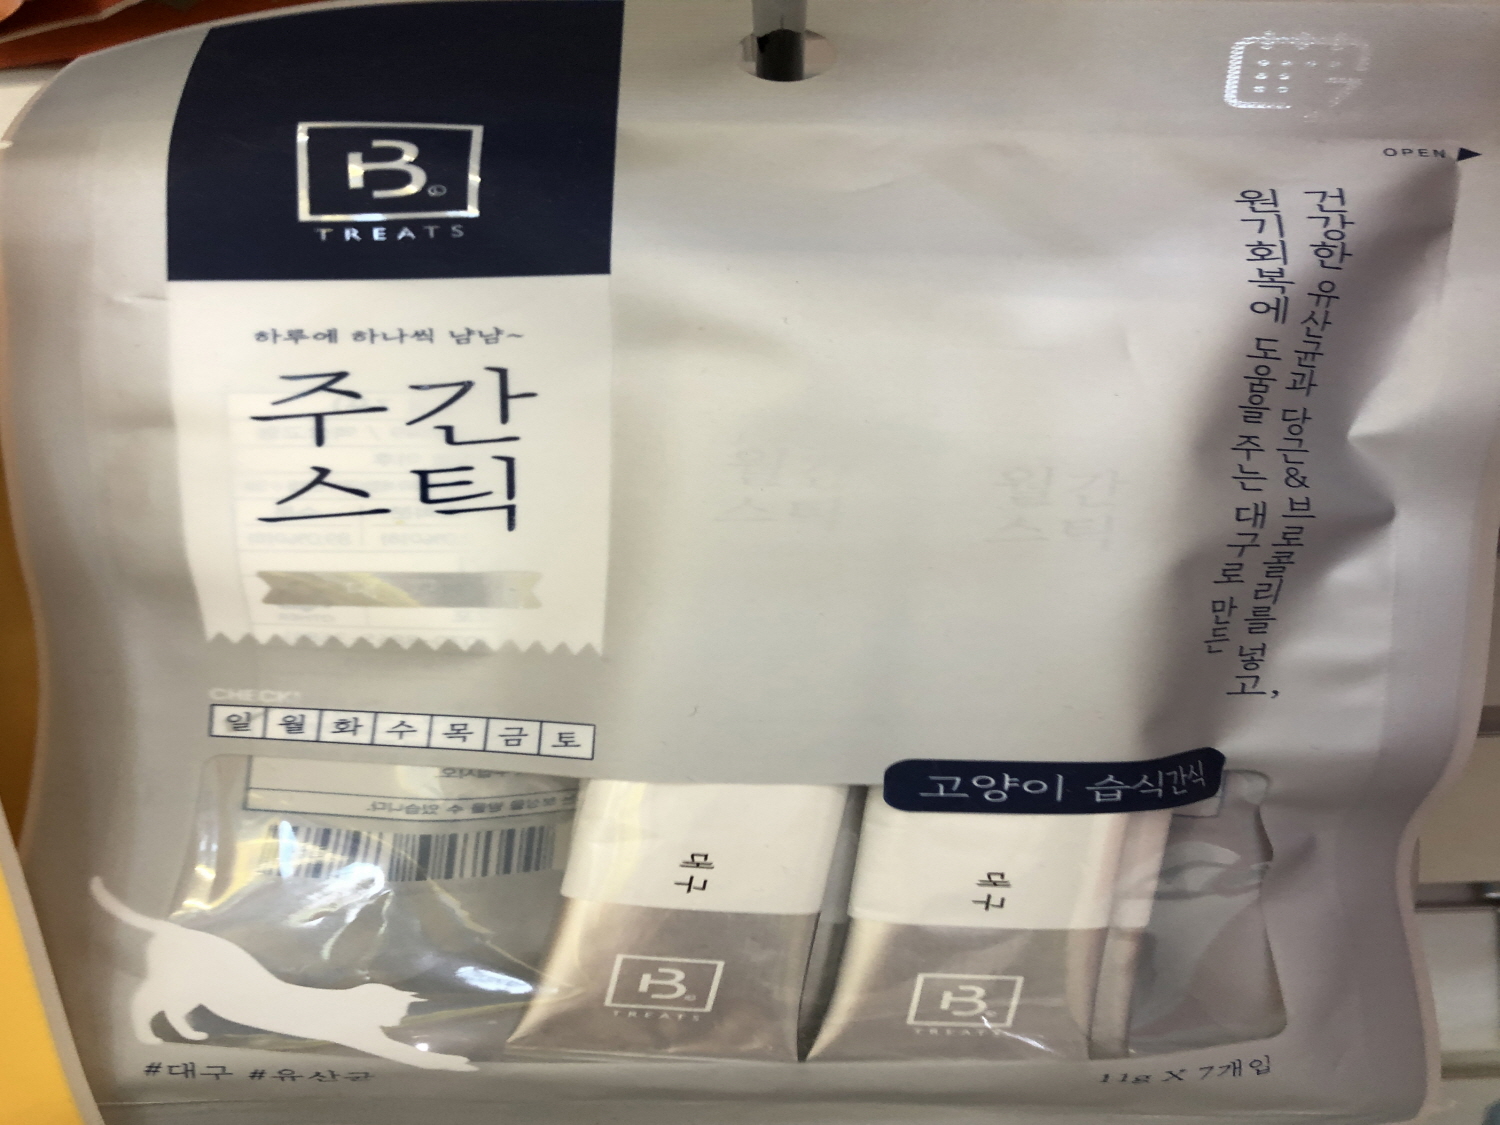 B.
TREATS
하루에 하나씩 냠냠~
주간
스틱
OPEN
건강한 유산균과 당근&브로콜리를 넣고,
원기회복에 도움을 주는 대구로 만든
CHECK!
일 월 화 수 목 금 토
고양이 습식간식
대구
B.
TREATS
대구
B.
TREATS
#대구 #유산균
11g X 7개입